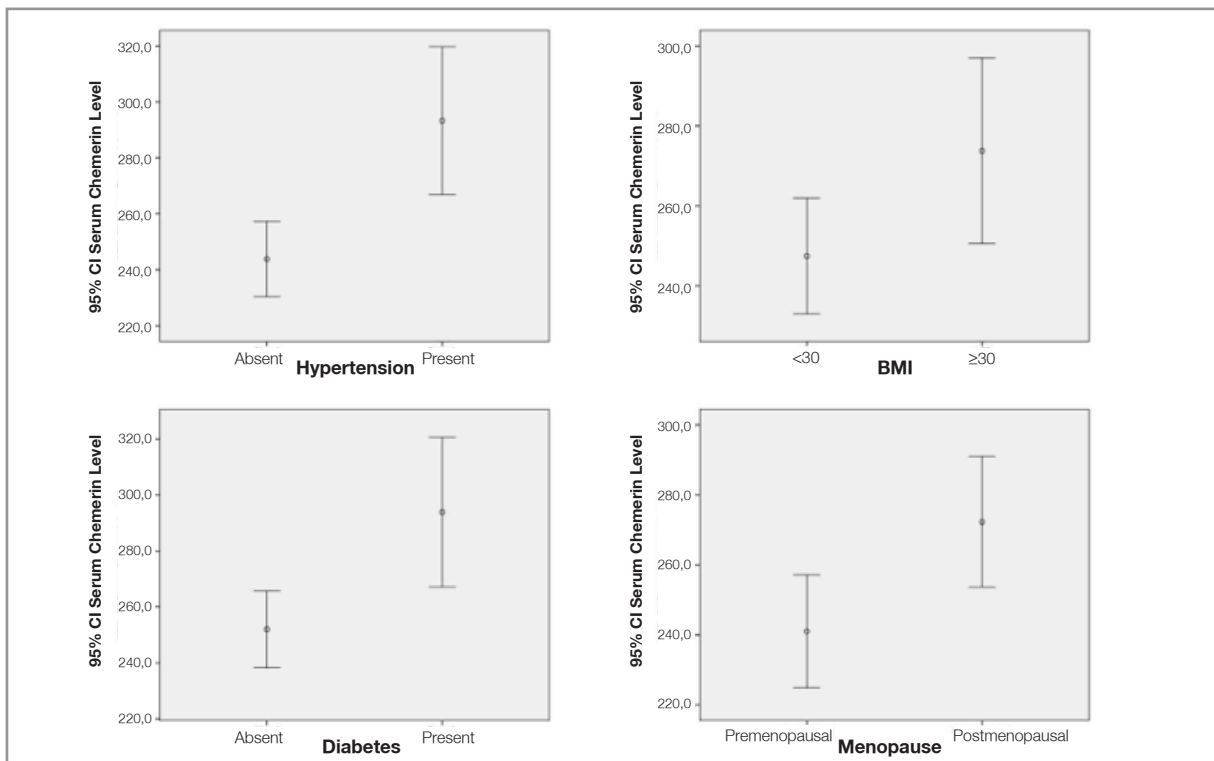 95% CI Serum Chemerin Level
320,0
300,0
280,0
260,0
240,0
220,0
Absent
Present
Hypertension
95% CI Serum Chemerin Level
300,0
280,0
260,0
240,0
<30
≥30
BMI
95% CI Serum Chemerin Level
320,0
300,0
280,0
260,0
240,0
220,0
Absent
Present
Diabetes
95% CI Serum Chemerin Level
300,0
280,0
260,0
240,0
220,0
Premenopausal
Postmenopausal
Menopause